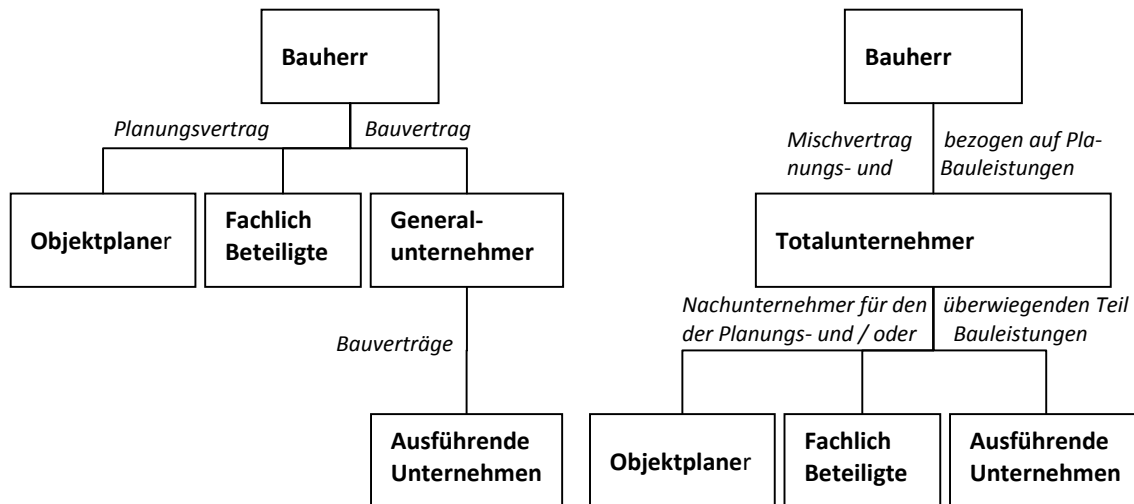 Bauherr
Planungsvertrag
Bauvertrag
Objektplaner
Fachlich
Beteiligte
General-
unternehmer
Bauverträge
Ausführende
Unternehmen
Bauherr
Mischvertrag bezogen auf Pla-
nungs- und Bauleistungen
Totalunternehmer
Nachunternehmer für den überwiegenden Teil
der Planungs- und / oder Bauleistungen
Objektplaner
Fachlich
Beteiligte
Ausführende
Unternehmen